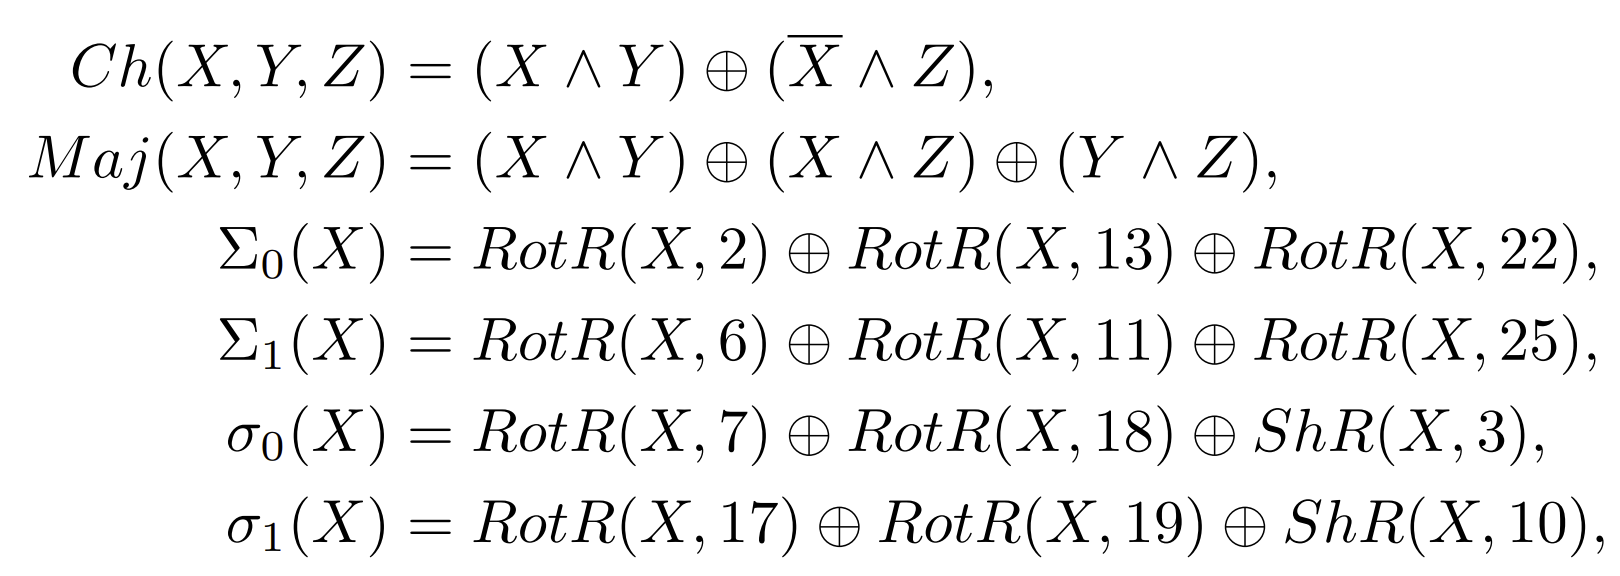 Ch(X, Y, Z) = (X ∧ Y) ⊕ (X̅ ∧ Z),
Maj(X, Y, Z) = (X ∧ Y) ⊕ (X ∧ Z) ⊕ (Y ∧ Z),
Σ₀(X) = RotR(X, 2) ⊕ RotR(X, 13) ⊕ RotR(X, 22),
Σ₁(X) = RotR(X, 6) ⊕ RotR(X, 11) ⊕ RotR(X, 25),
σ₀(X) = RotR(X, 7) ⊕ RotR(X, 18) ⊕ ShR(X, 3),
σ₁(X) = RotR(X, 17) ⊕ RotR(X, 19) ⊕ ShR(X, 10),